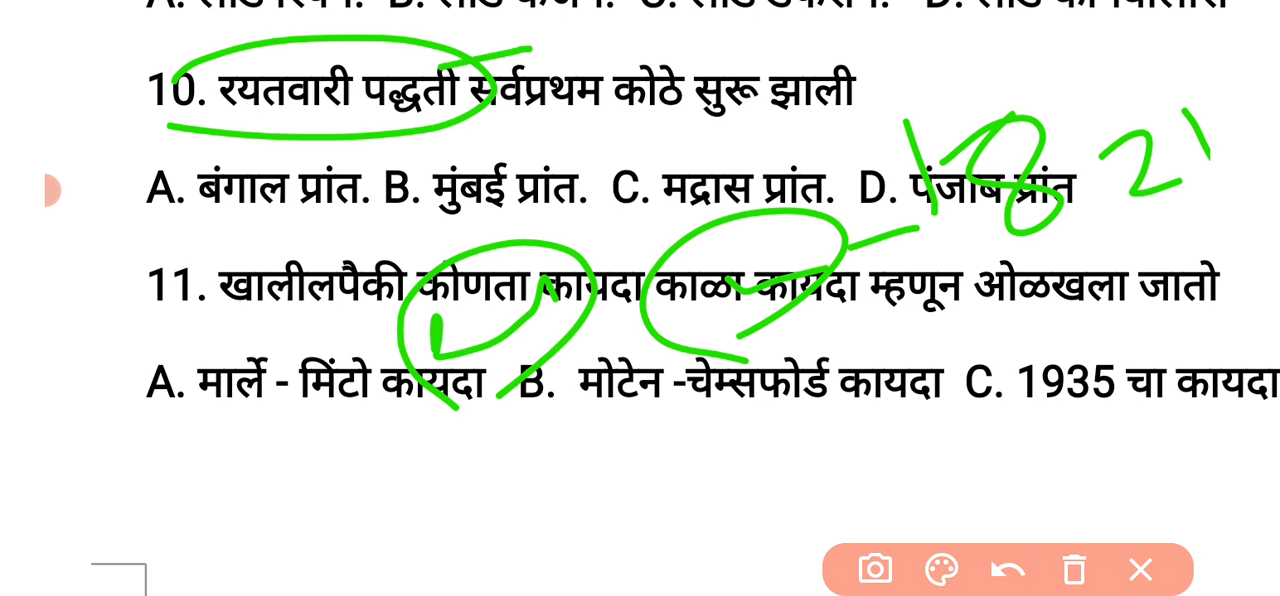 10. रयतवारी पद्धती सर्वप्रथम कोठे सुरू झाली
182
A. बंगाल प्रांत. B. मुंबई प्रांत. C. मद्रास प्रांत. D. पंजाब प्रांत
11. खालीलपैकी कोणता कायदा काळा कायदा म्हणून ओळखला जातो
A. मार्ले - मिंटो कायदा B. मोटेन -चेम्सफोर्ड कायदा C. 1935 चा कायदा